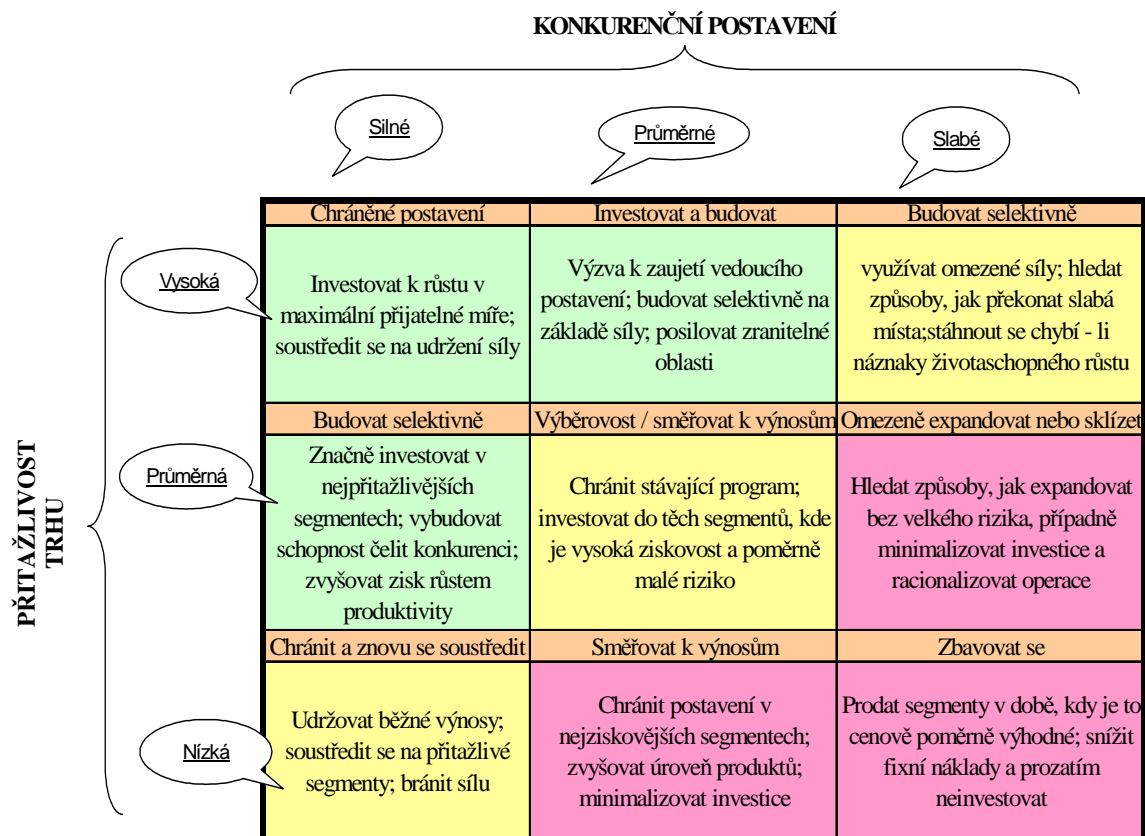 KONKURENČNÍ POSTAVENÍ
Silné
Průměrné
Slabé
PŘITAŽLIVOST
TRHU
Vysoká
Chráněné postavení
Investovat k růstu v
maximální přijatelné míře;
soustředit se na udržení síly
Investovat a budovat
Výzva k zaujetí vedoucího
postavení; budovat selektivně na
základě síly; posilovat zranitelné
oblasti
Budovat selektivně
využívat omezené síly; hledat
způsoby, jak překonat slabá
místa;stáhnout se chybí - li
náznaky životaschopného růstu
Průměrná
Budovat selektivně
Značně investovat v
nejpřitažlivějších
segmentech; vybudovat
schopnost čelit konkurenci;
zvyšovat zisk růstem
produktivity
Výběrovost / směřovat k výnosům
Chránit stávající program;
investovat do těch segmentů, kde
je vysoká ziskovost a poměrně
malé riziko
Omezeně expandovat nebo sklízet
Hledat způsoby, jak expandovat
bez velkého rizika, případně
minimalizovat investice a
racionalizovat operace
Nízká
Chránit a znovu se soustředit
Udržovat běžné výnosy;
soustředit se na přitažlivé
segmenty; bránit sílu
Směřovat k výnosům
Chránit postavení v
nejziskovějších segmentech;
zvyšovat úroveň produktů;
minimalizovat investice
Zbavovat se
Prodat segmenty v době, kdy je to
cenově poměrně výhodné; snížit
fixní náklady a prozatím
neinvestovat